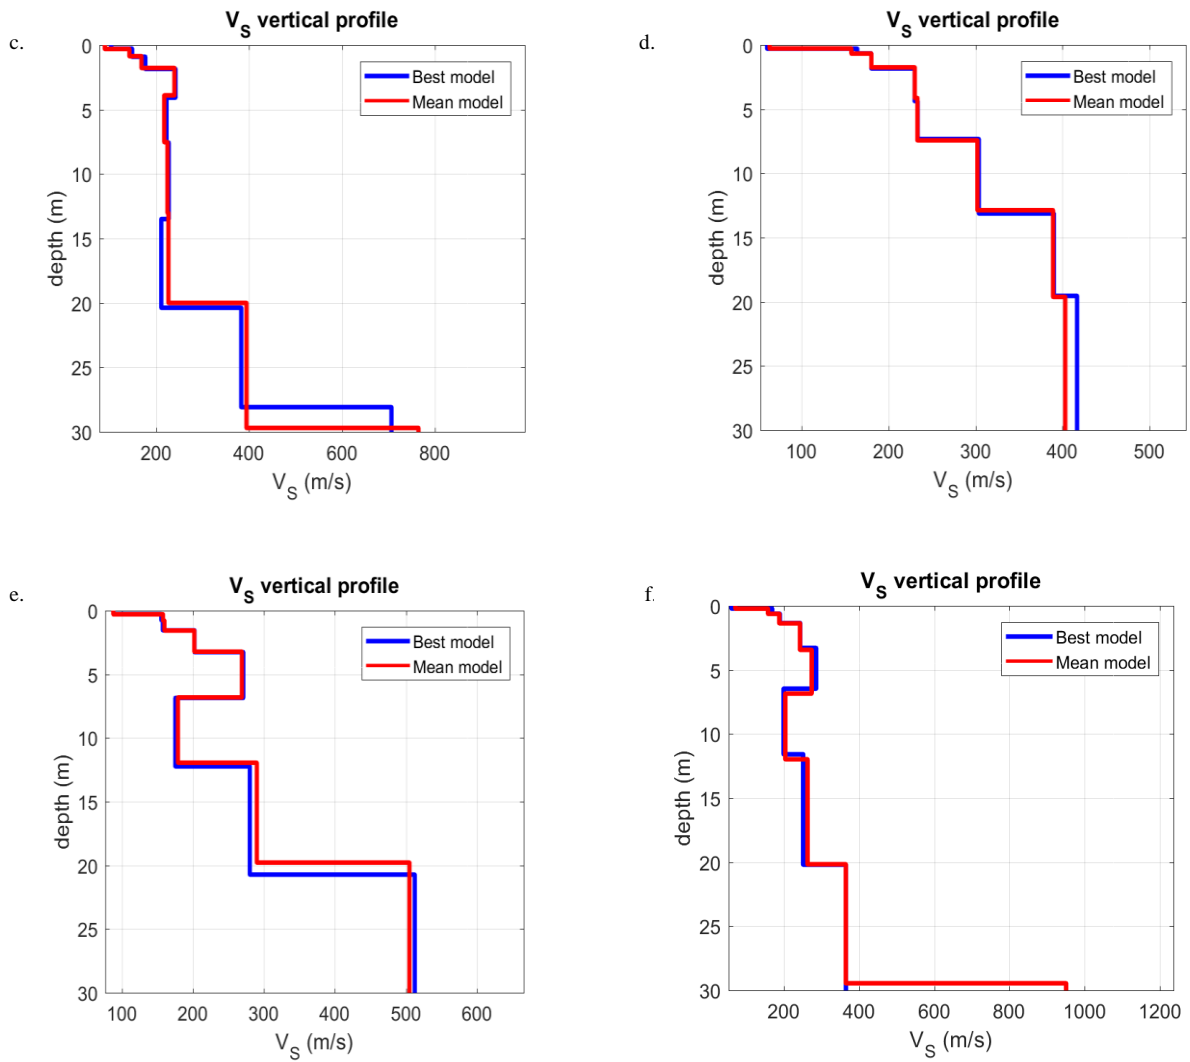 c.
VS vertical profile
Best model
Mean model
0
5
10
15
20
25
30
depth (m)
200
400
600
800
VS (m/s)
d.
VS vertical profile
Best model
Mean model
0
5
10
15
20
25
30
depth (m)
100
200
300
400
500
VS (m/s)
e.
VS vertical profile
Best model
Mean model
0
5
10
15
20
25
30
depth (m)
100
200
300
400
500
600
VS (m/s)
f.
VS vertical profile
Best model
Mean model
0
5
10
15
20
25
30
depth (m)
200
400
600
800
1000
1200
VS (m/s)